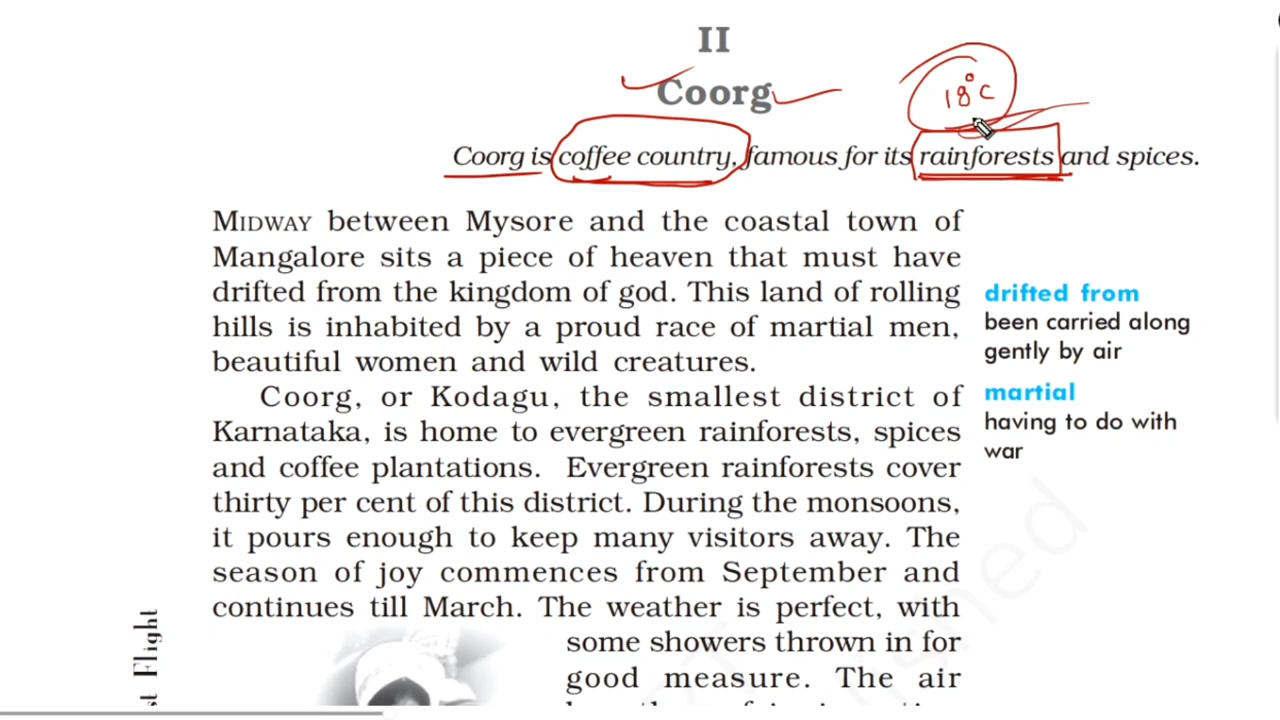 II
Coorg
18°C
Coorg is coffee country, famous for its rainforests and spices.
MIDWAY between Mysore and the coastal town of
Mangalore sits a piece of heaven that must have
drifted from the kingdom of god. This land of rolling
hills is inhabited by a proud race of martial men,
beautiful women and wild creatures.
drifted from
been carried along
gently by air
martial
having to do with
war
Coorg, or Kodagu, the smallest district of
Karnataka, is home to evergreen rainforests, spices
and coffee plantations. Evergreen rainforests cover
thirty per cent of this district. During the monsoons,
it pours enough to keep many visitors away. The
season of joy commences from September and
continues till March. The weather is perfect, with
some showers thrown in for
good measure. The air
Flight